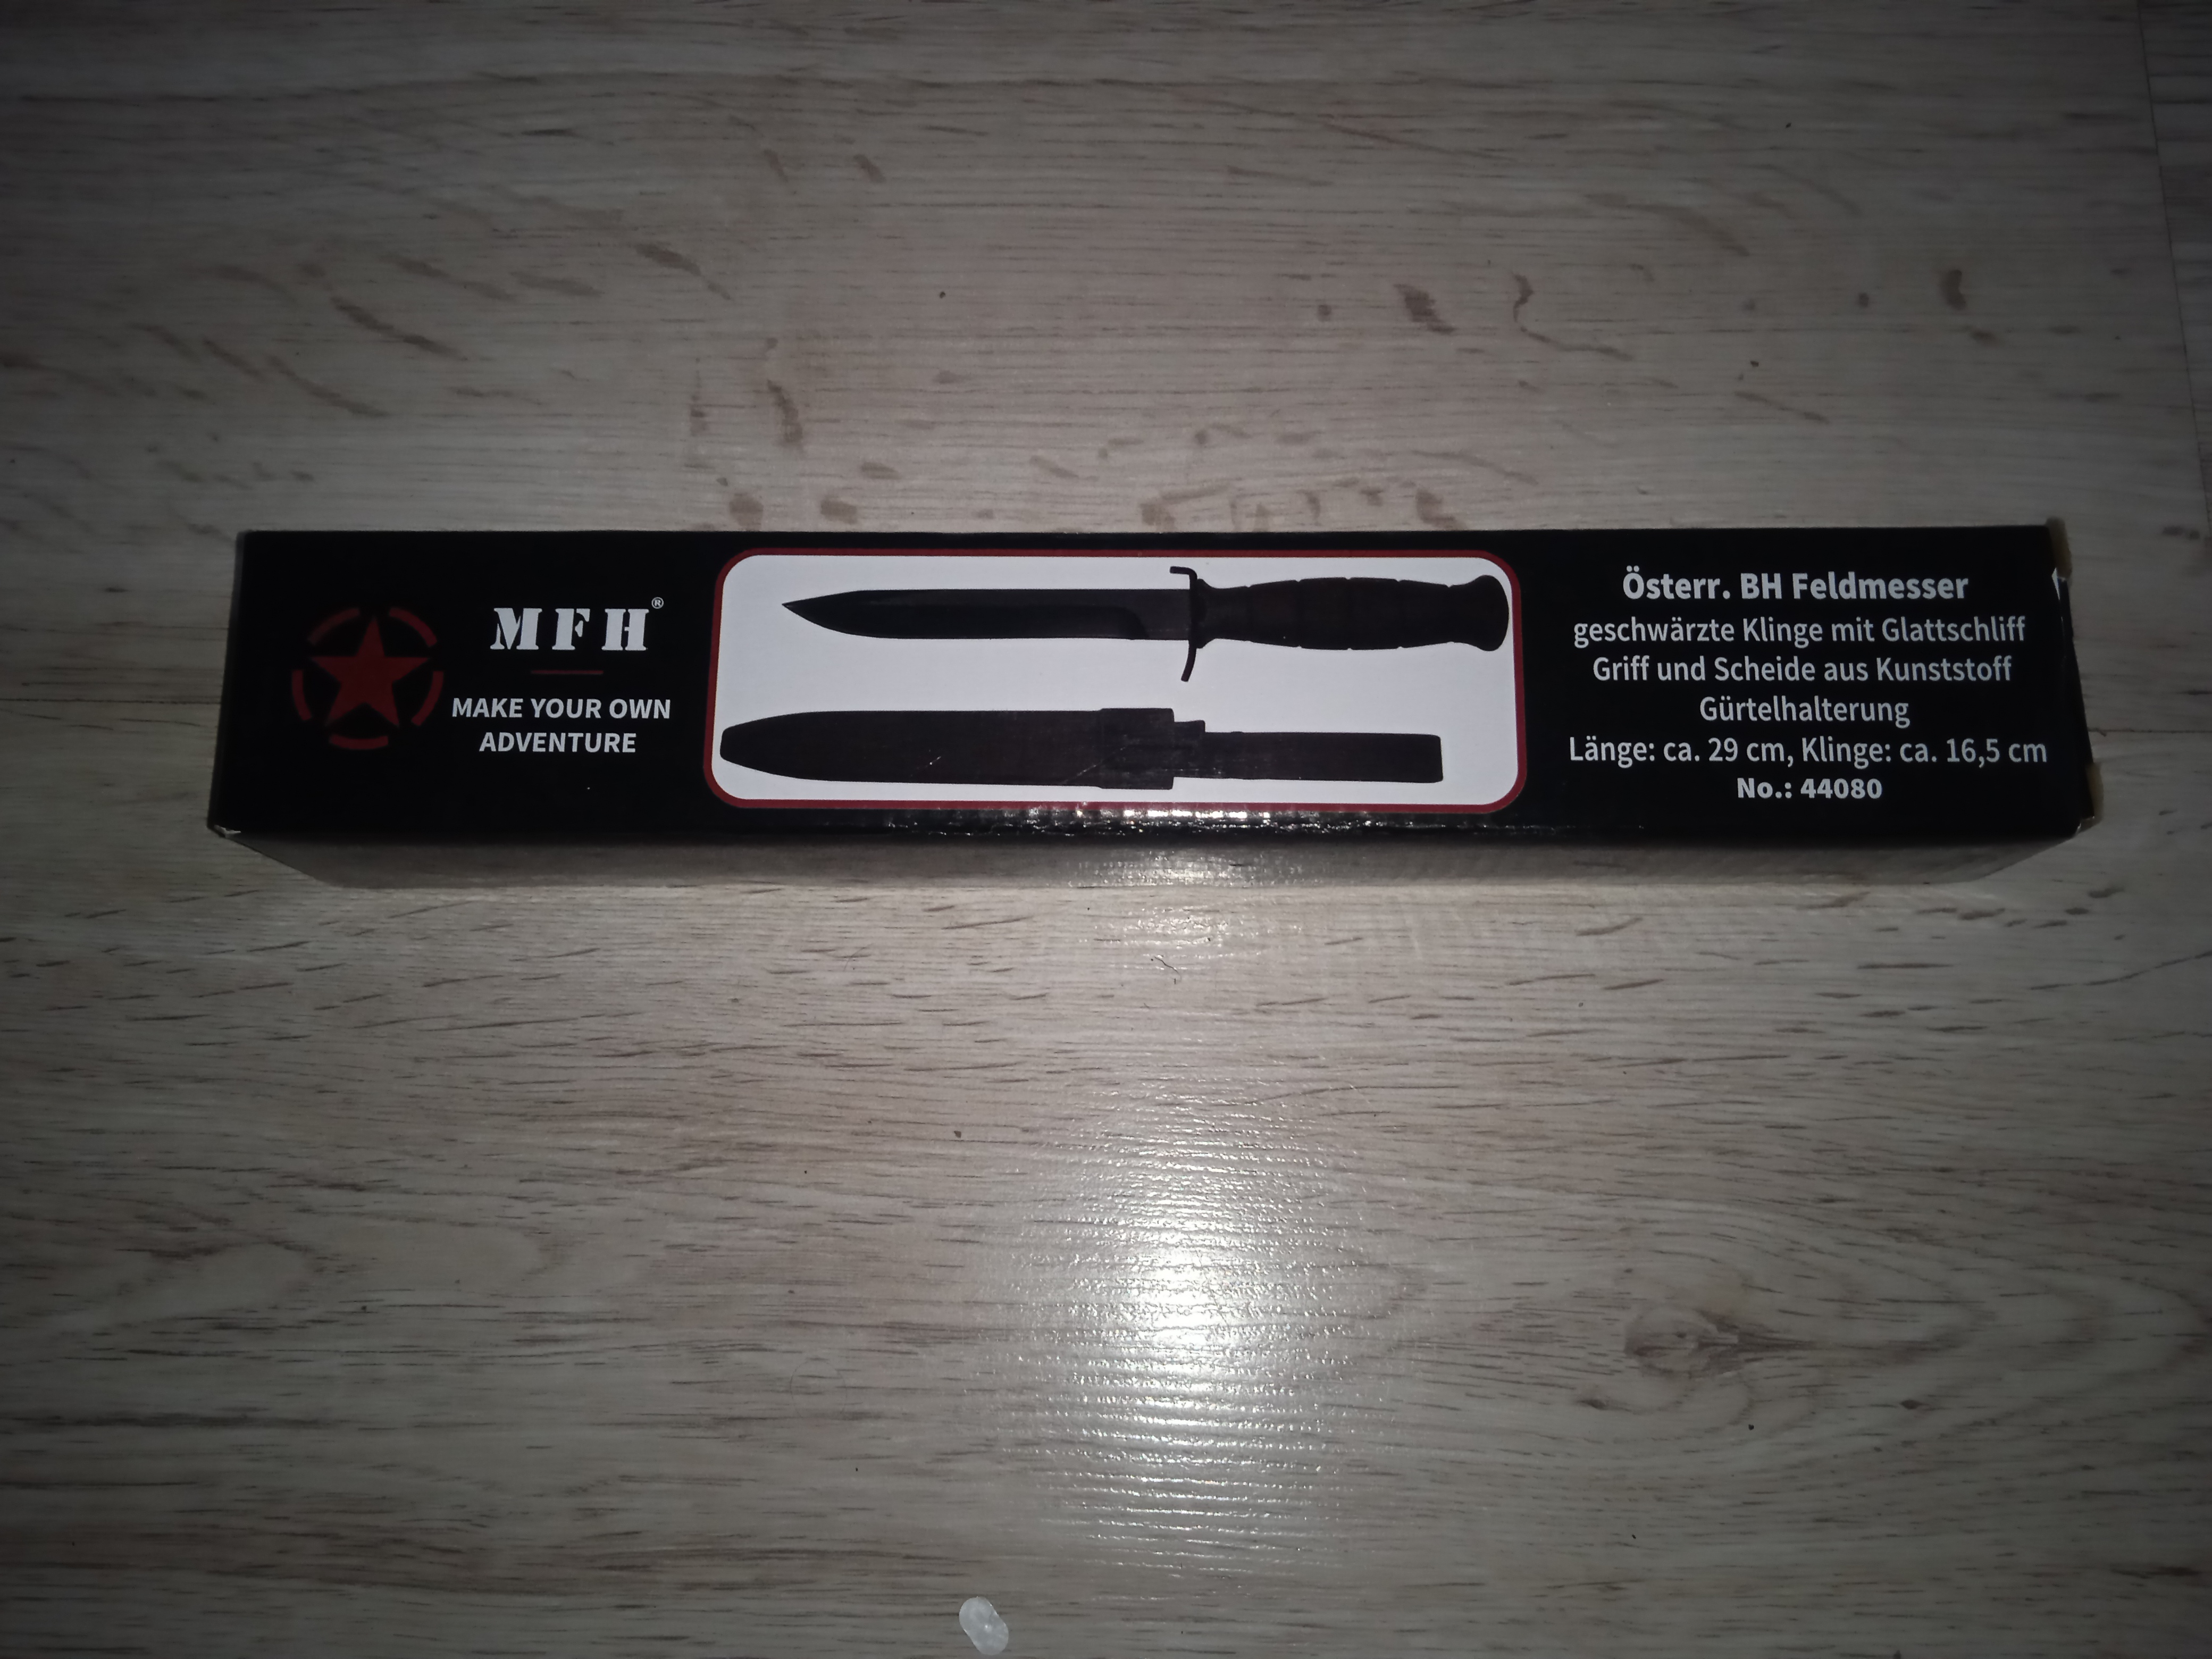 MFH®
MAKE YOUR OWN
ADVENTURE
Österr. BH Feldmesser
geschwärzte Klinge mit Glattschliff
Griff und Scheide aus Kunststoff
Gürtelhalterung
Länge: ca. 29 cm, Klinge: ca. 16,5 cm
No.: 44080